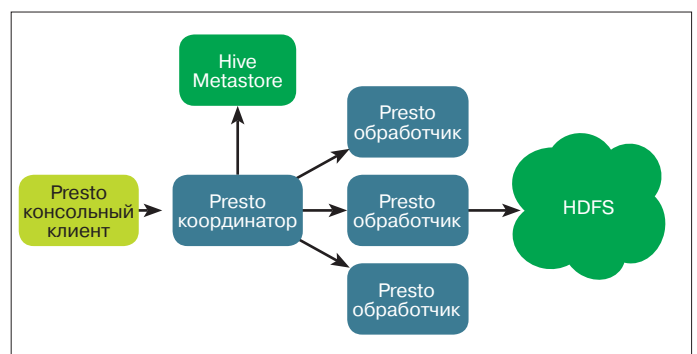 Hive
Metastore
Presto
обработчик
Presto
консольный
клиент
Presto
координатор
Presto
обработчик
HDFS
Presto
обработчик